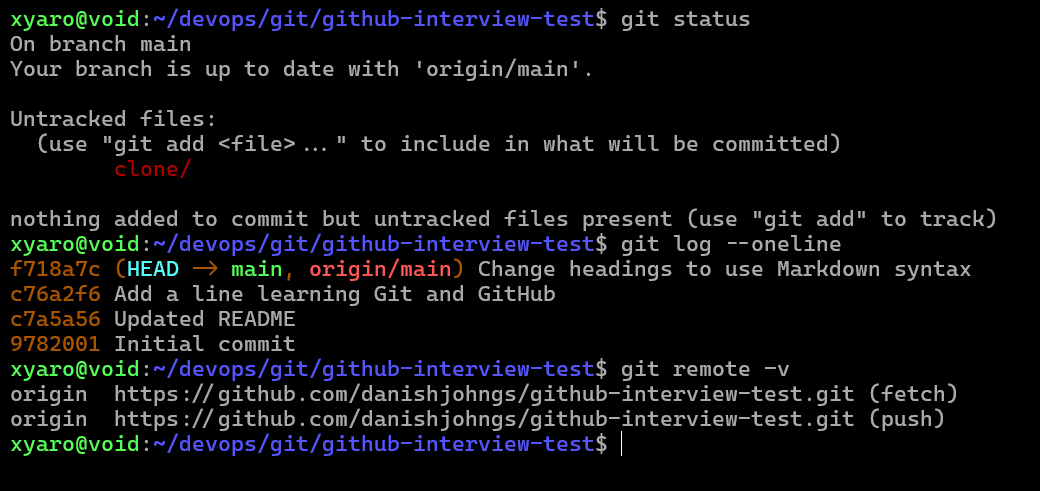 xyaro@void:~/devops/git/github-interview-test$ git status
On branch main
Your branch is up to date with 'origin/main'.

Untracked files:
  (use "git add <file>..." to include in what will be committed)
        clone/

nothing added to commit but untracked files present (use "git add" to track)
xyaro@void:~/devops/git/github-interview-test$ git log --oneline
f718a7c (HEAD -> main, origin/main) Change headings to use Markdown syntax
c76a2f6 Add a line learning Git and GitHub
c7a5a56 Updated README
9782001 Initial commit
xyaro@void:~/devops/git/github-interview-test$ git remote -v
origin  https://github.com/danishjohngs/github-interview-test.git (fetch)
origin  https://github.com/danishjohngs/github-interview-test.git (push)
xyaro@void:~/devops/git/github-interview-test$